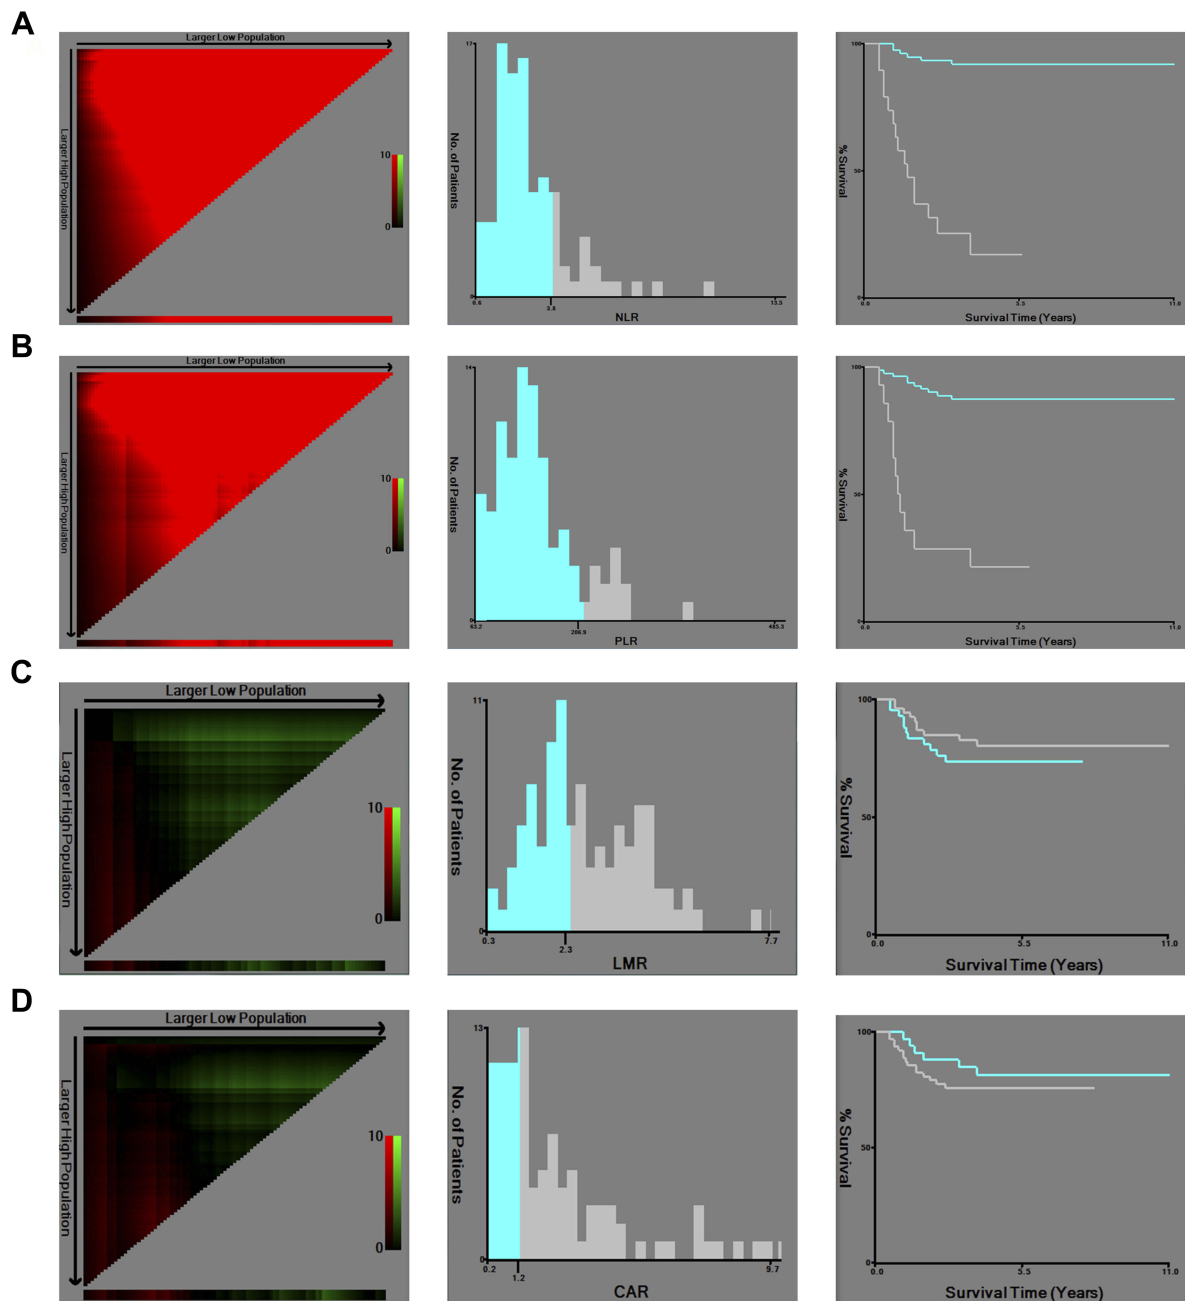 A
Larger Low Population
Larger High Population
10
0
17
No. of Patients
0
0.6
3.8
13.5
NLR
100
% Survival
50
0
0.0
5.5
11.0
Survival Time (Years)
B
Larger Low Population
Larger High Population
10
0
14
No. of Patients
0
63.2
206.9
485.3
PLR
100
% Survival
50
0
0.0
5.5
11.0
Survival Time (Years)
C
Larger Low Population
Larger High Population
10
0
11
No. of Patients
0
0.3
2.3
7.7
LMR
100
% Survival
50
0
0.0
5.5
11.0
Survival Time (Years)
D
Larger Low Population
Larger High Population
10
0
13
No. of Patients
0
0.2
1.2
9.7
CAR
100
% Survival
50
0
0.0
5.5
11.0
Survival Time (Years)